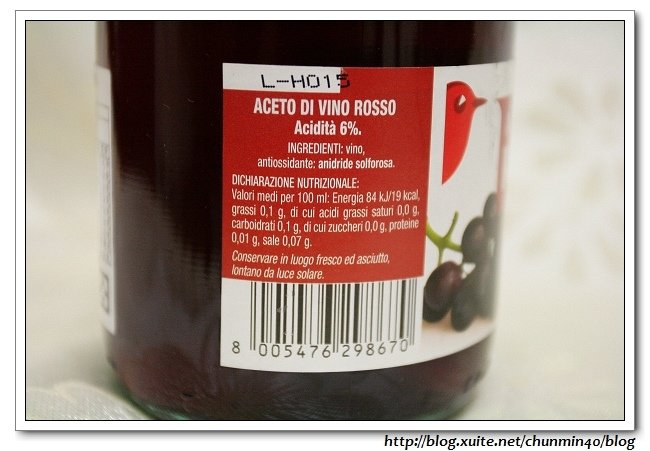 L-H015
ACETO DI VINO ROSSO
Acidità 6%.
INGREDIENTI: vino,
antiossidante: anidride solforosa.
DICHIARAZIONE NUTRIZIONALE:
Valori medi per 100 ml: Energia 84 kJ/19 kcal,
grassi 0,1 g, di cui acidi grassi saturi 0,0 g,
carboidrati 0,1 g, di cui zuccheri 0,0 g, proteine
0,01 g, sale 0,07 g.
Conservare in luogo fresco ed asciutto,
lontano da luce solare.
8 005476 298670
http://blog.xuite.net/chunmin40/blog